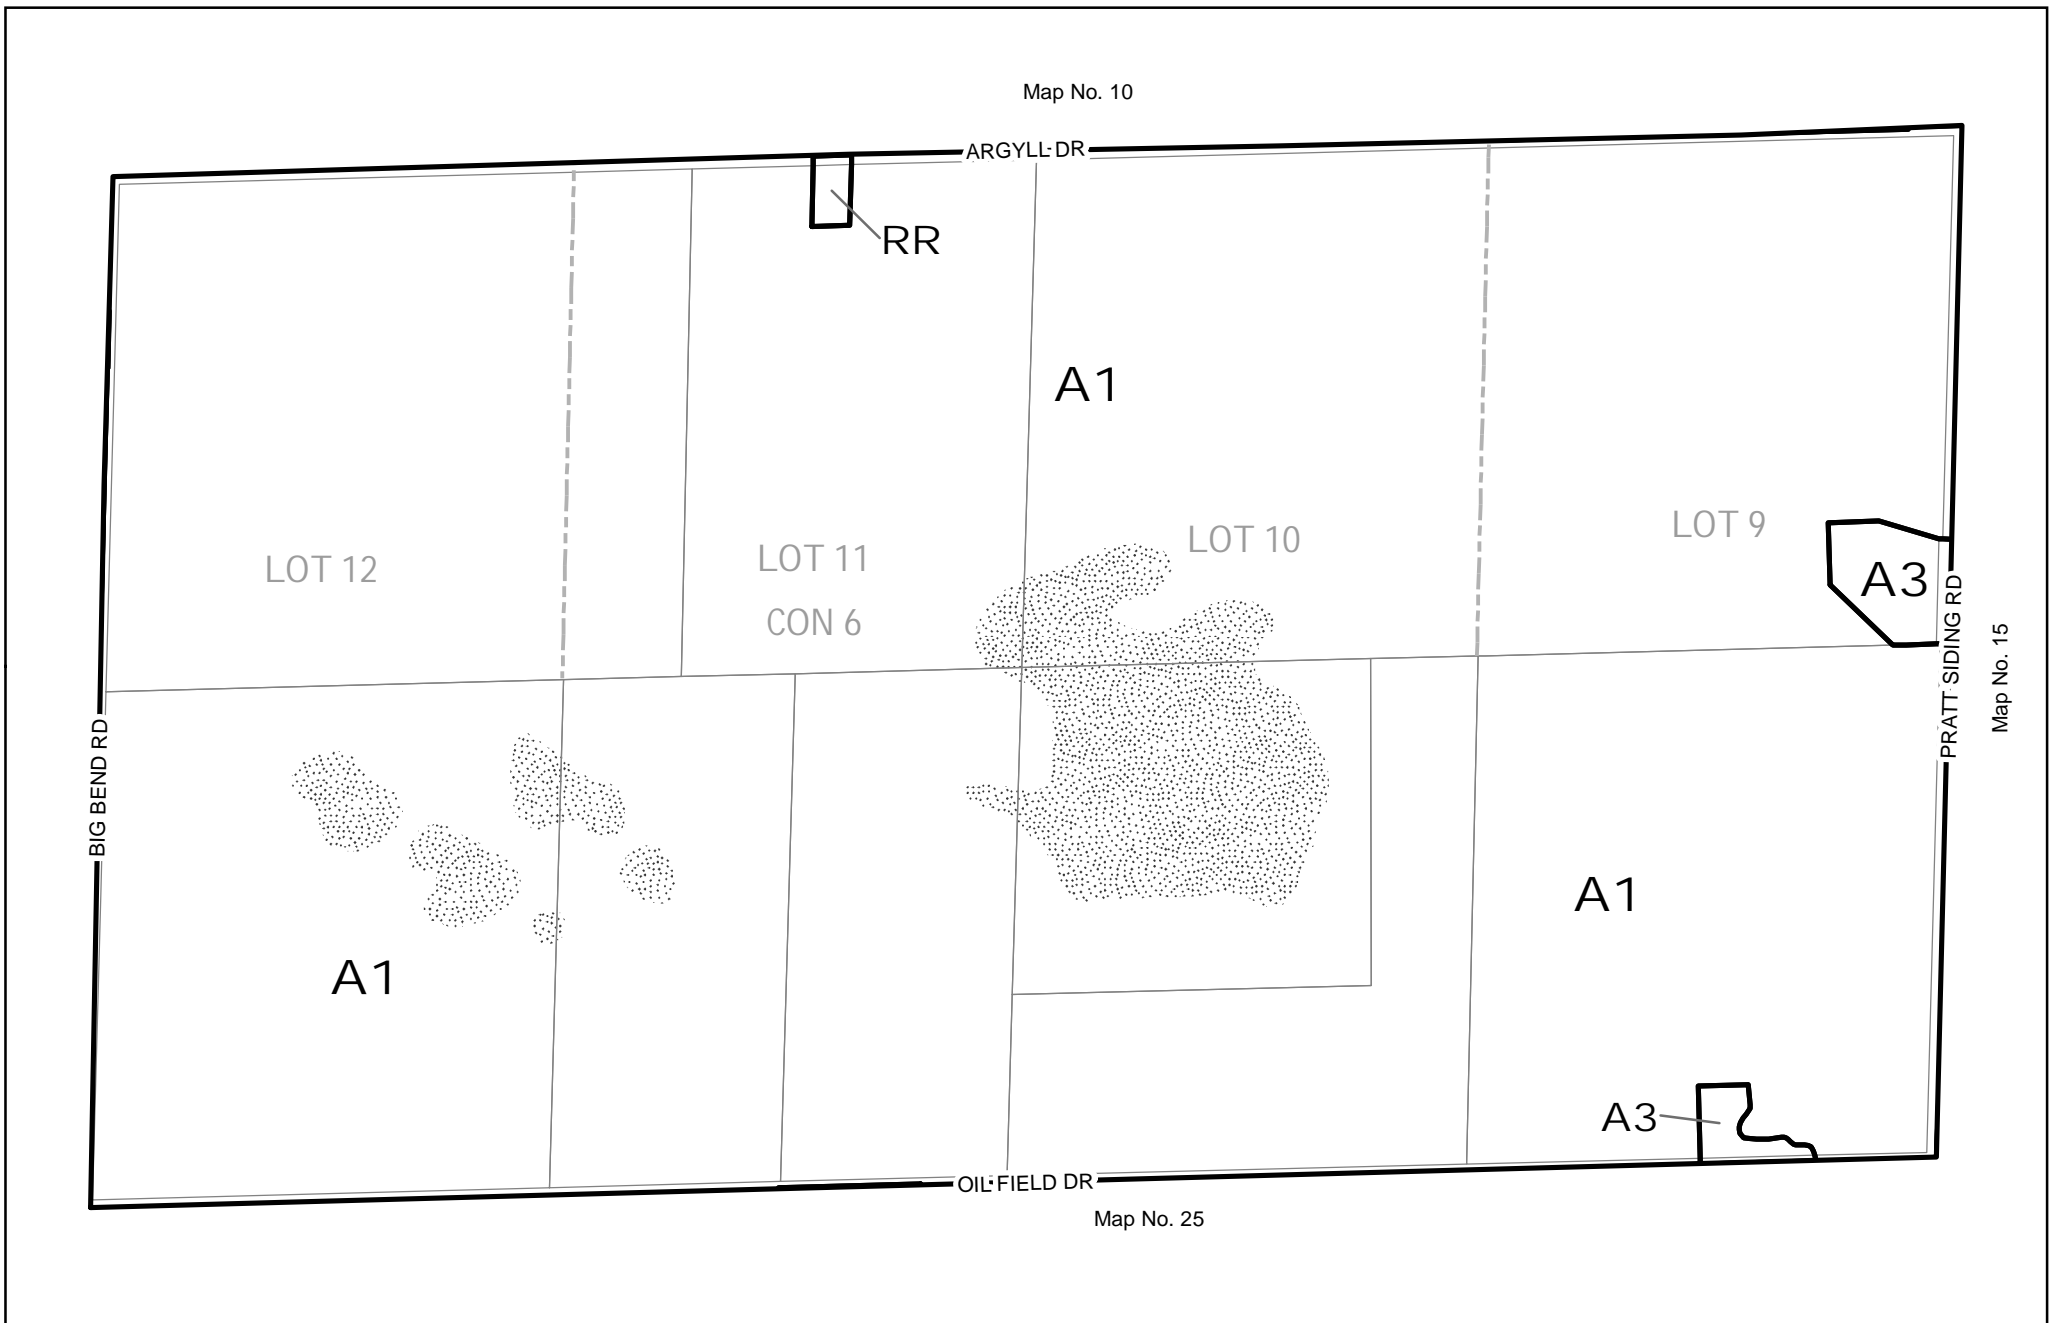 Map No. 10
ARGYLL DR
RR
A1
LOT 12
LOT 11
CON 6
LOT 10
LOT 9
A3
PRATT SIDING RD
Map No. 15
BIG BEND RD
A1
A1
A3
OIL FIELD DR
Map No. 25